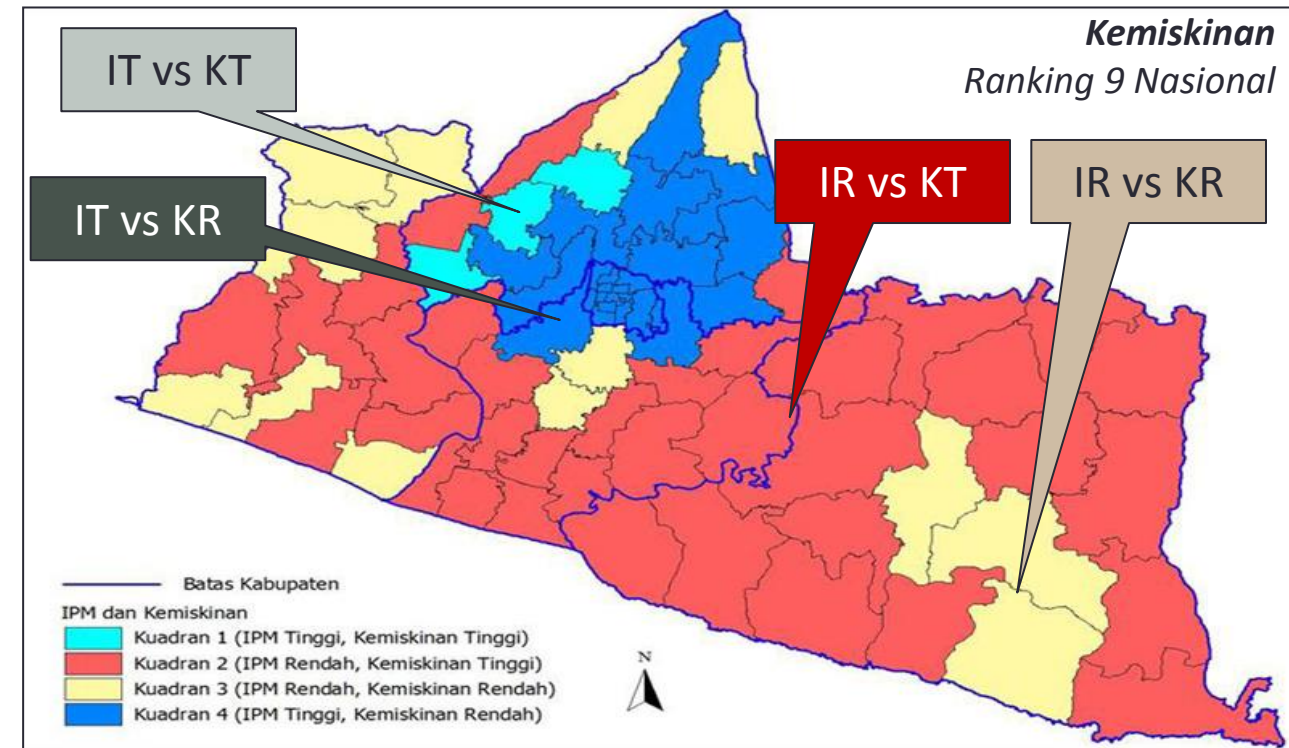 Kemiskinan
Ranking 9 Nasional
IT vs KT
IT vs KR
IR vs KT
IR vs KR
Batas Kabupaten
IPM dan Kemiskinan
Kuadran 1 (IPM Tinggi, Kemiskinan Tinggi)
Kuadran 2 (IPM Rendah, Kemiskinan Tinggi)
Kuadran 3 (IPM Rendah, Kemiskinan Rendah)
Kuadran 4 (IPM Tinggi, Kemiskinan Rendah)
N